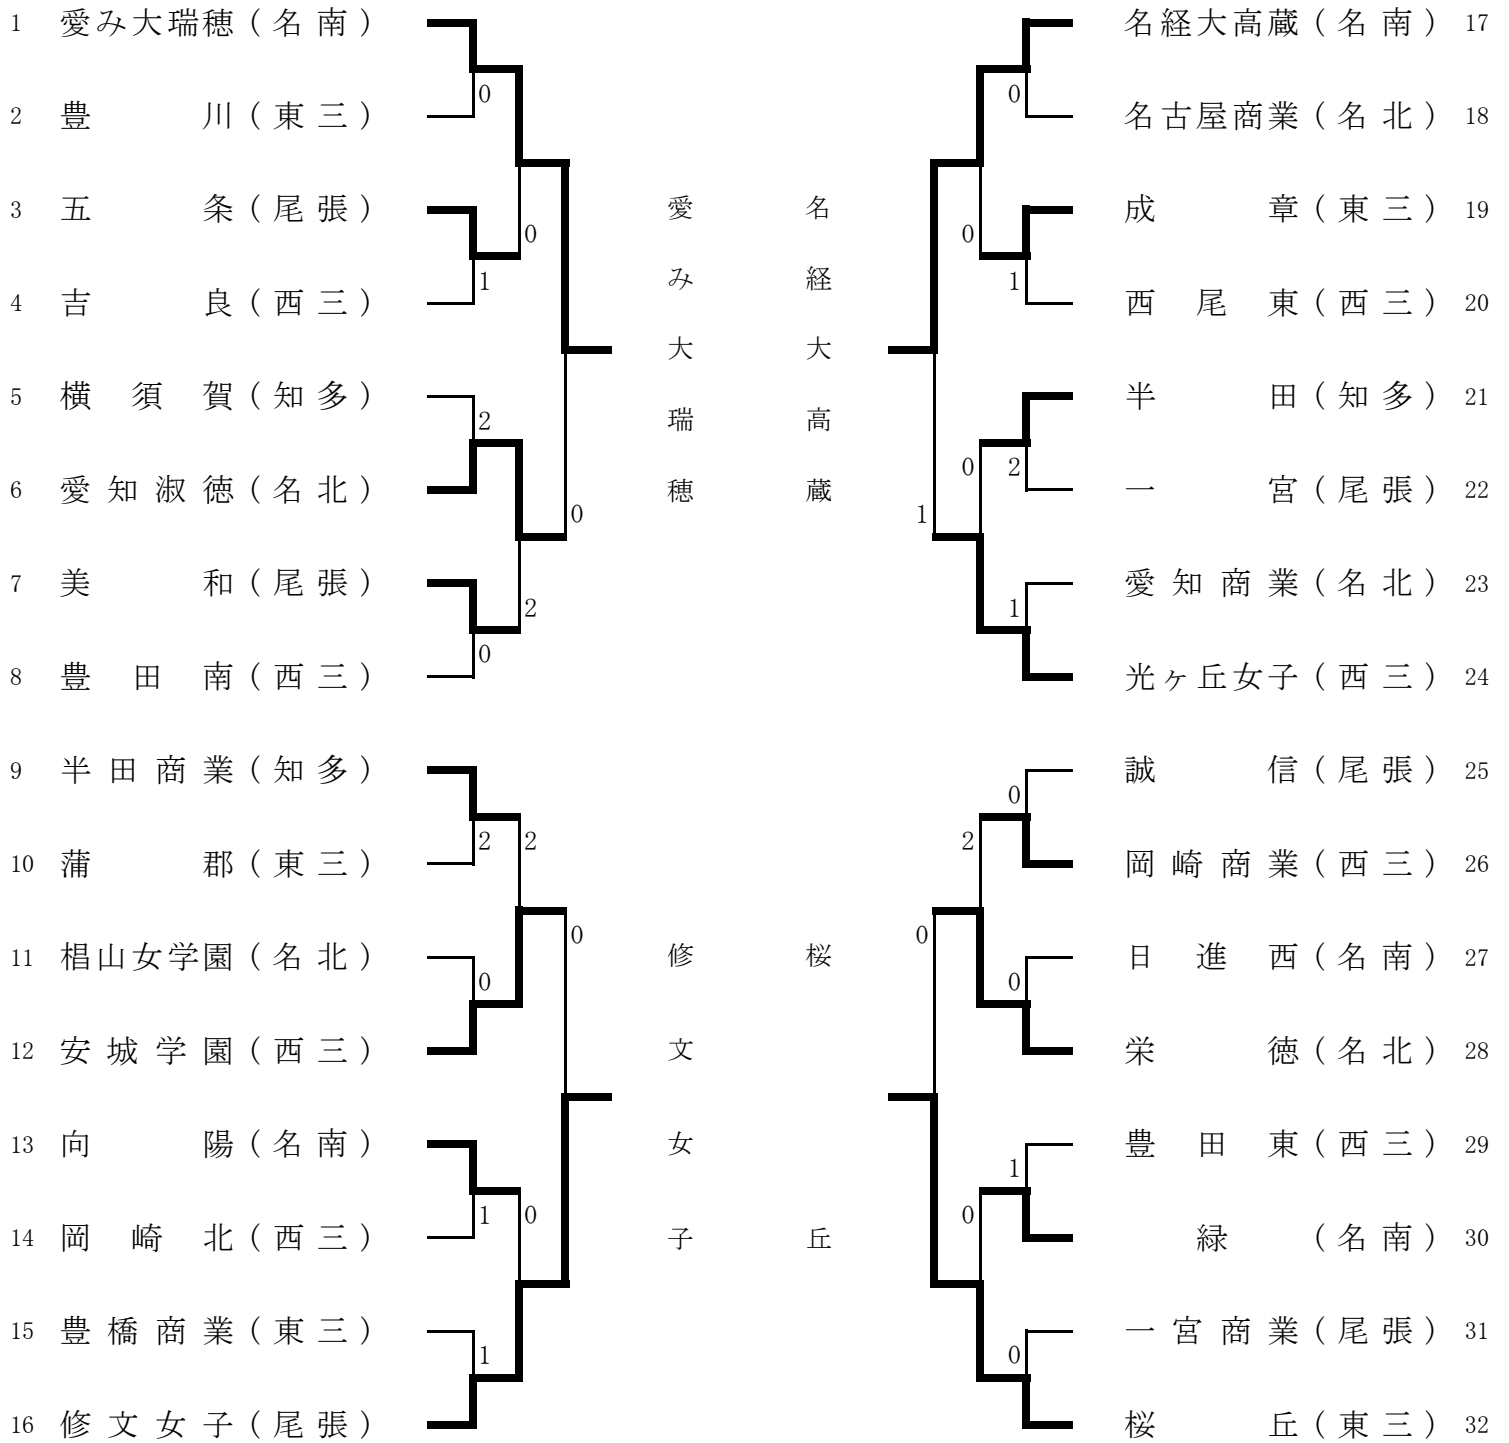 1 愛み大瑞穂（名南）
0
2 豊川（東三）
3 五条（尾張）
0
1
4 吉良（西三）
5 横須賀（知多）
2
6 愛知淑徳（名北）
0
7 美和（尾張）
2
0
8 豊田南（西三）
9 半田商業（知多）
2 2
10 蒲郡（東三）
0
11 椙山女学園（名北）
0
12 安城学園（西三）
13 向陽（名南）
1 0
14 岡崎北（西三）
15 豊橋商業（東三）
1
16 修文女子（尾張）
愛み大瑞穂
名経大高蔵
修文女子
桜丘
名経大高蔵（名南） 17
0
名古屋商業（名北） 18
成章（東三） 19
0
1
西尾東（西三） 20
半田（知多） 21
0 2
一宮（尾張） 22
1
愛知商業（名北） 23
1
光ヶ丘女子（西三） 24
誠信（尾張） 25
0
2
岡崎商業（西三） 26
0
日進西（名南） 27
0
栄徳（名北） 28
豊田東（西三） 29
1
0
緑（名南） 30
一宮商業（尾張） 31
0
桜丘（東三） 32